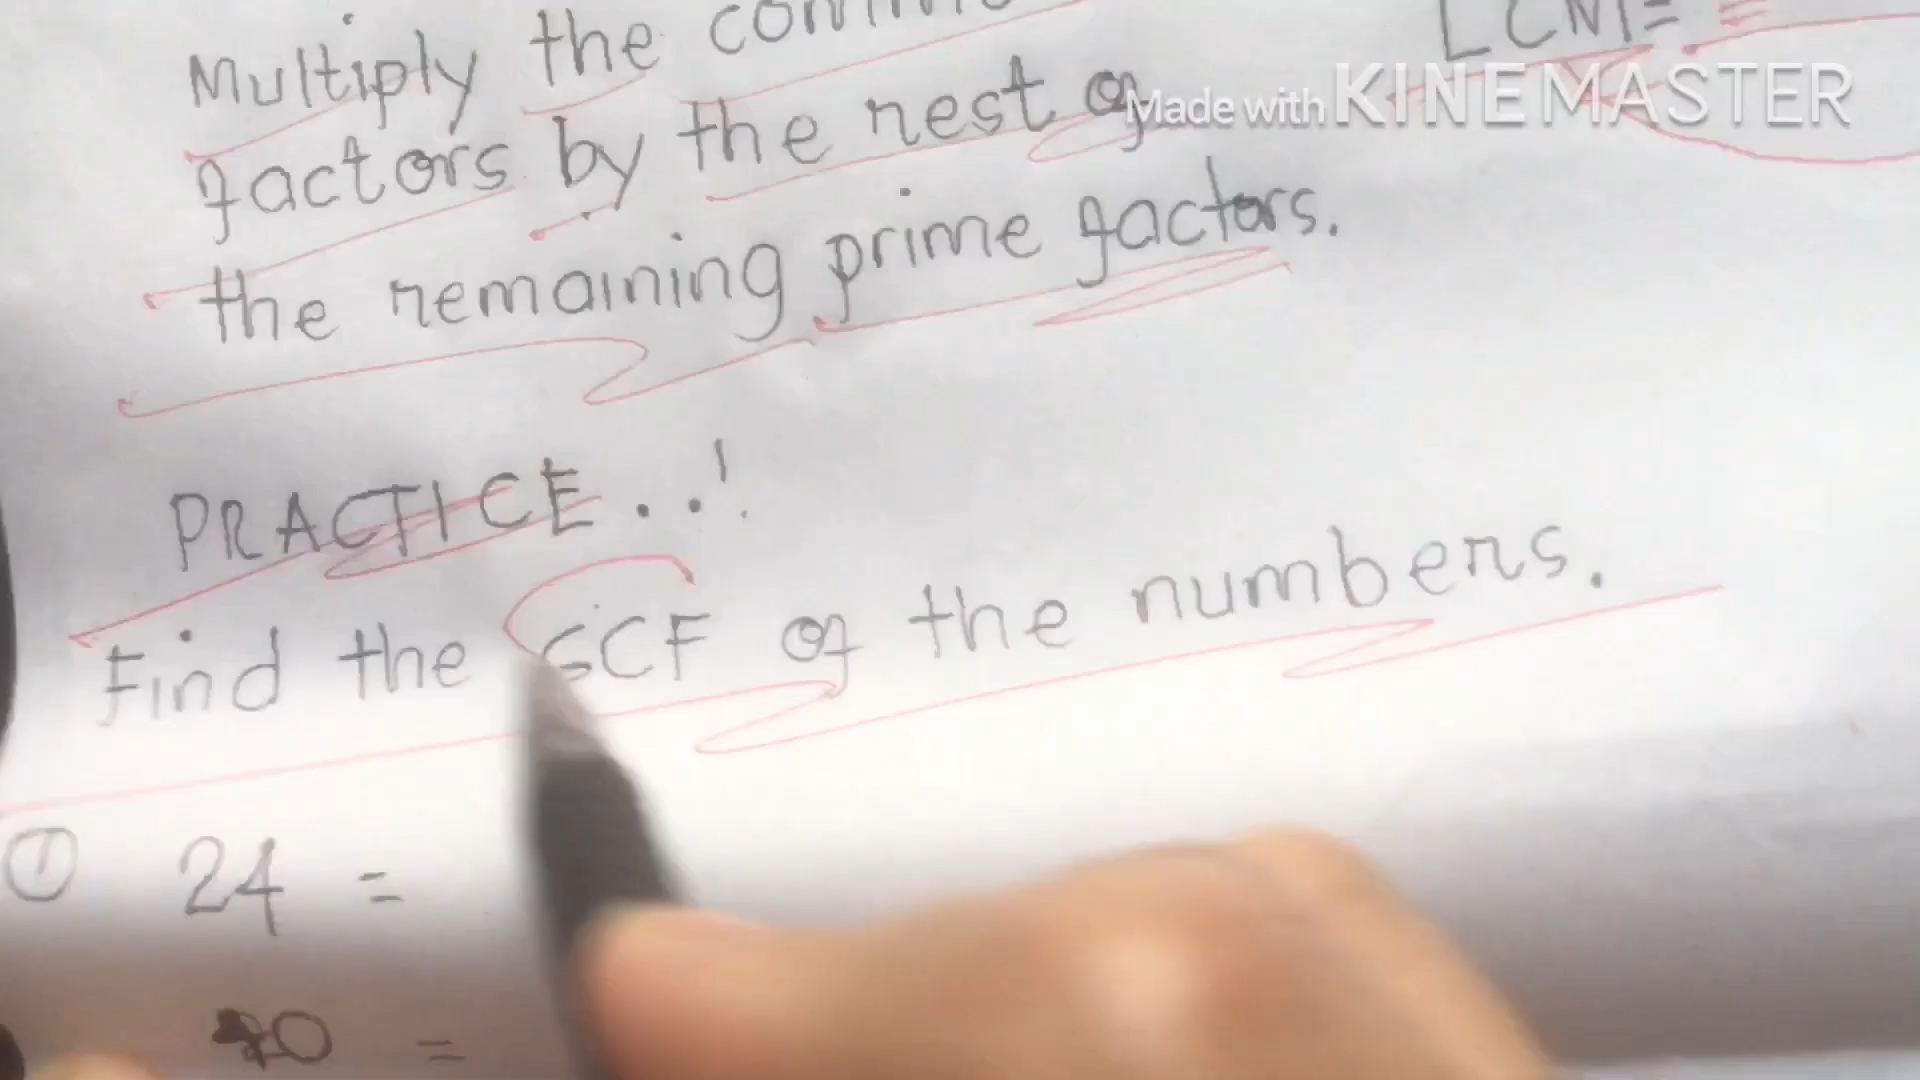 LCM =
Multiply the
Made with KINEMASTER
factors by the rest of
the remaining prime factors.
PRACTICE..!
Find the GCF of the numbers.
① 24 =
40 =